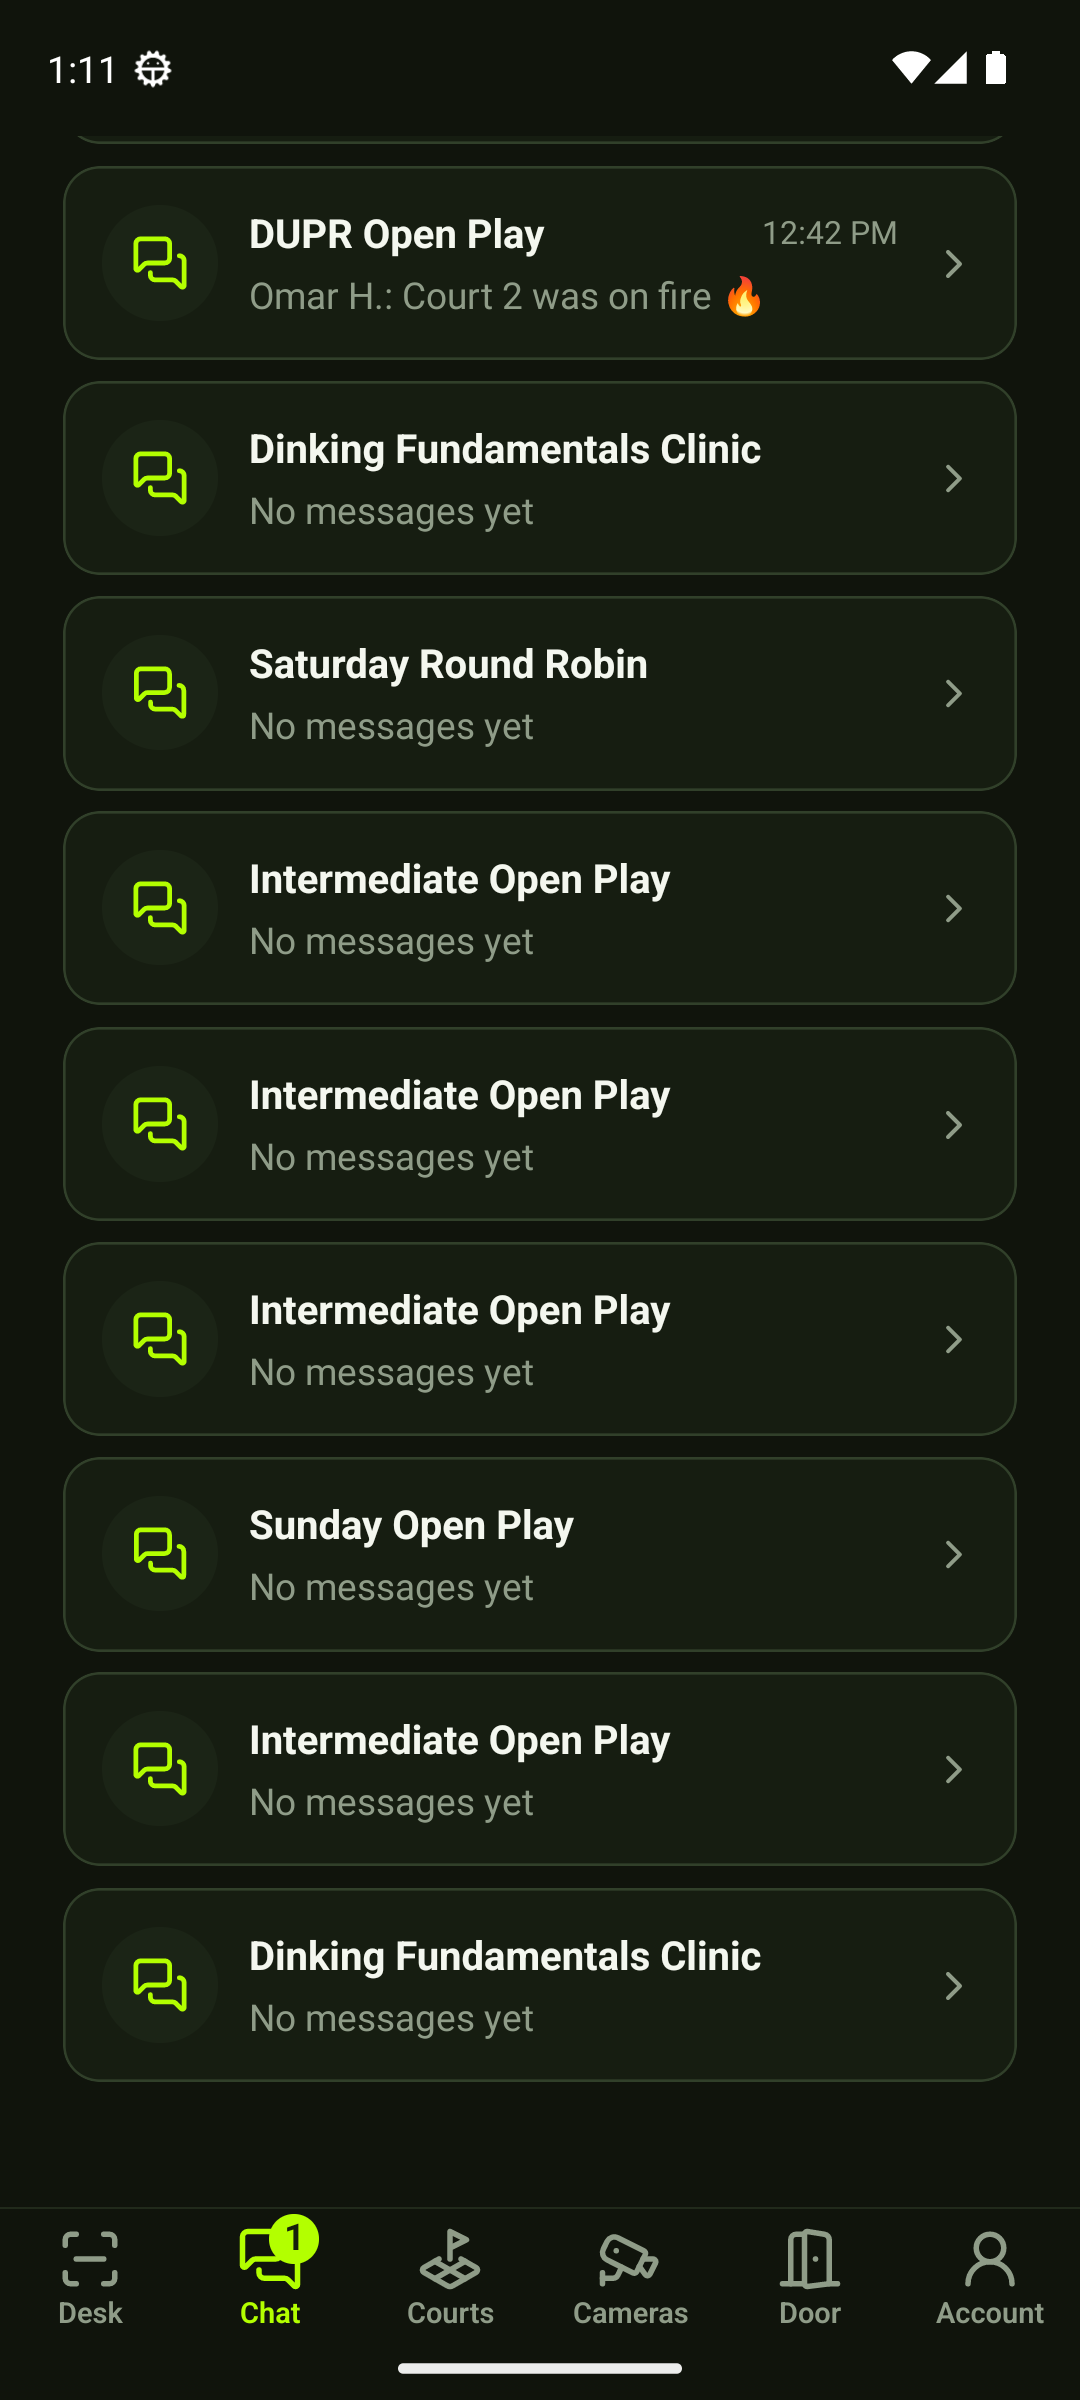 1:11
DUPR Open Play
12:42 PM
Omar H.: Court 2 was on fire 🔥
Dinking Fundamentals Clinic
No messages yet
Saturday Round Robin
No messages yet
Intermediate Open Play
No messages yet
Intermediate Open Play
No messages yet
Intermediate Open Play
No messages yet
Sunday Open Play
No messages yet
Intermediate Open Play
No messages yet
Dinking Fundamentals Clinic
No messages yet
1
Desk
Chat
Courts
Cameras
Door
Account